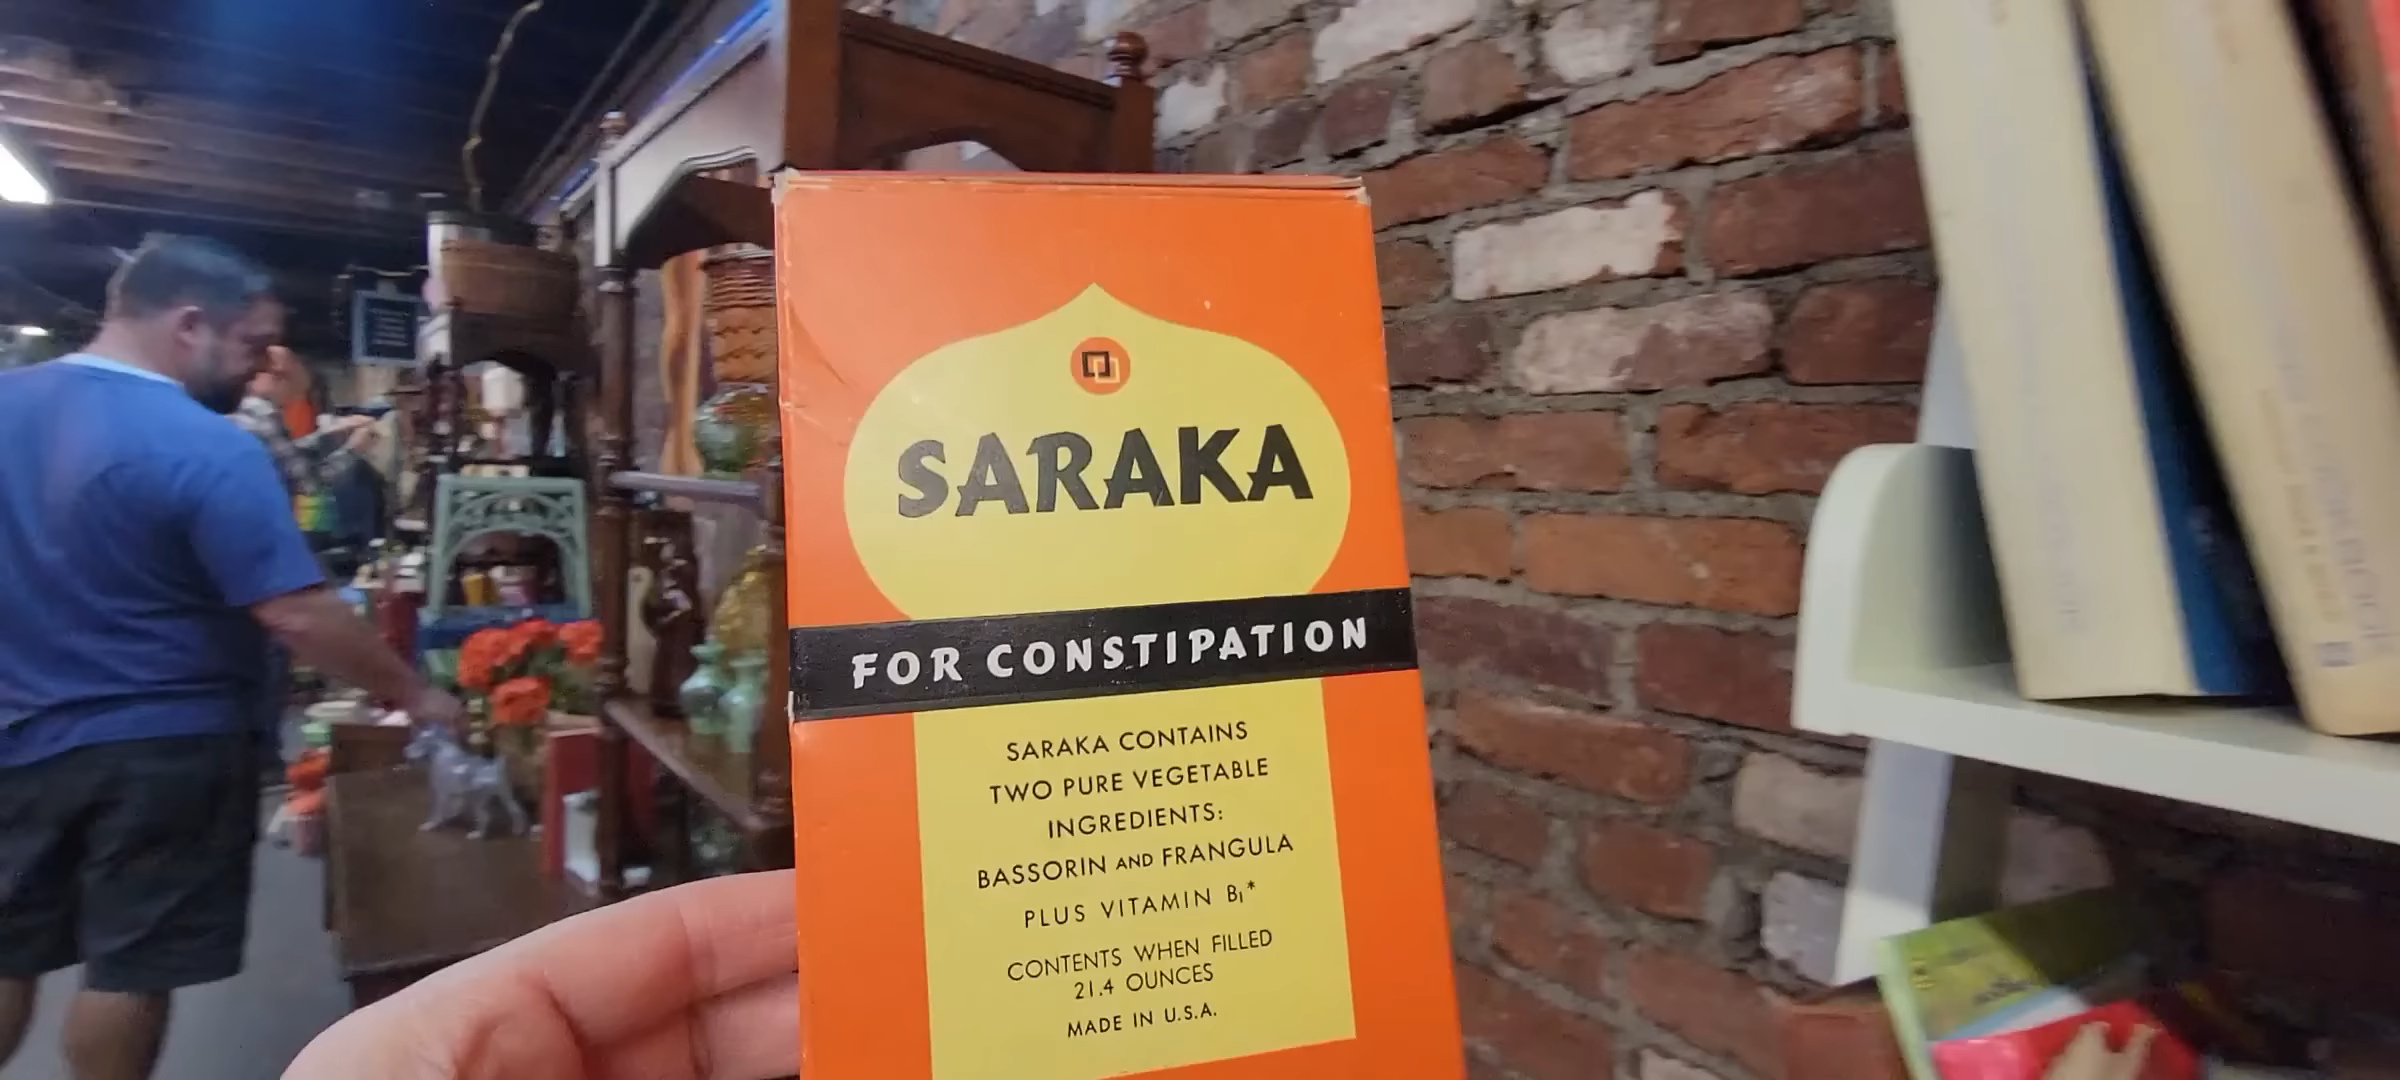 SARAKA
FOR CONSTIPATION
SARAKA CONTAINS
TWO PURE VEGETABLE
INGREDIENTS:
BASSORIN AND FRANGULA
PLUS VITAMIN B₁*
CONTENTS WHEN FILLED
21.4 OUNCES
MADE IN U.S.A.